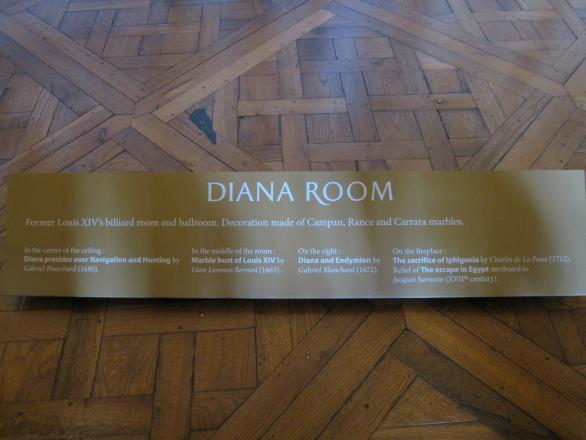 DIANA ROOM
Former Louis XIV's billiard room and ballroom. Decoration made of Campan, Rance and Carrara marbles.
In the center of the ceiling :
Diana presides over Navigation and Hunting by
Gabriel Blanchard (1680).
In the middle of the room :
Marble bust of Louis XIV by
Gian Lorenzo Bernini (1665).
On the right :
Diana and Endymion by
Gabriel Blanchard (1672).
On the fireplace :
The sacrifice of Iphigenia by Charles de La Fosse (1712).
Relief of The escape in Egypt attributed to
Jacques Sarrazin (XVIIth century).